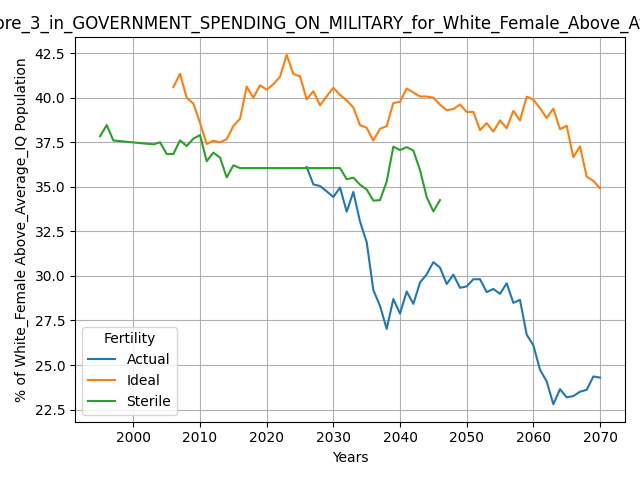 ore_3_in_GOVERNMENT_SPENDING_ON_MILITARY_for_White_Female_Above_A
% of White_Female Above_Average_IQ Population
42.5
40.0
37.5
35.0
32.5
30.0
27.5
25.0
22.5
Fertility
Actual
Ideal
Sterile
2000 2010 2020 2030 2040 2050 2060 2070
Years